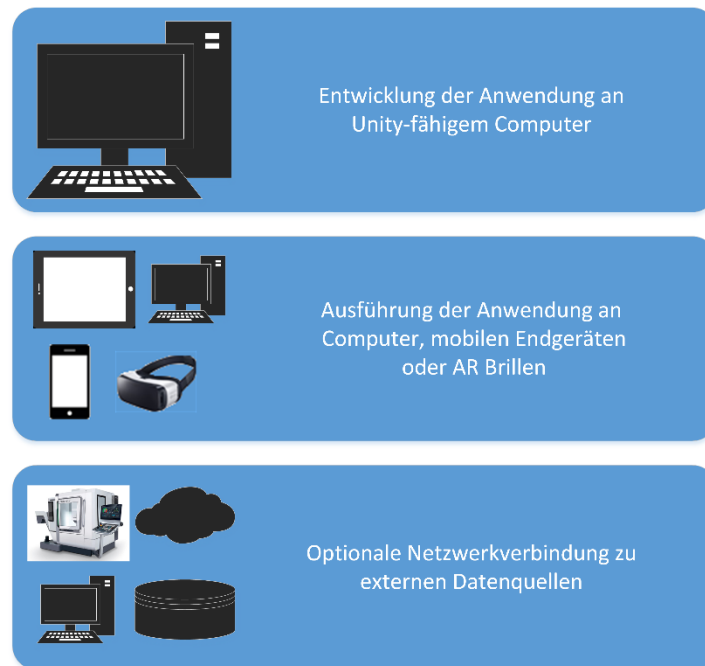 Entwicklung der Anwendung an
Unity-fähigem Computer
Ausführung der Anwendung an
Computer, mobilen Endgeräten
oder AR Brillen
Optionale Netzwerkverbindung zu
externen Datenquellen